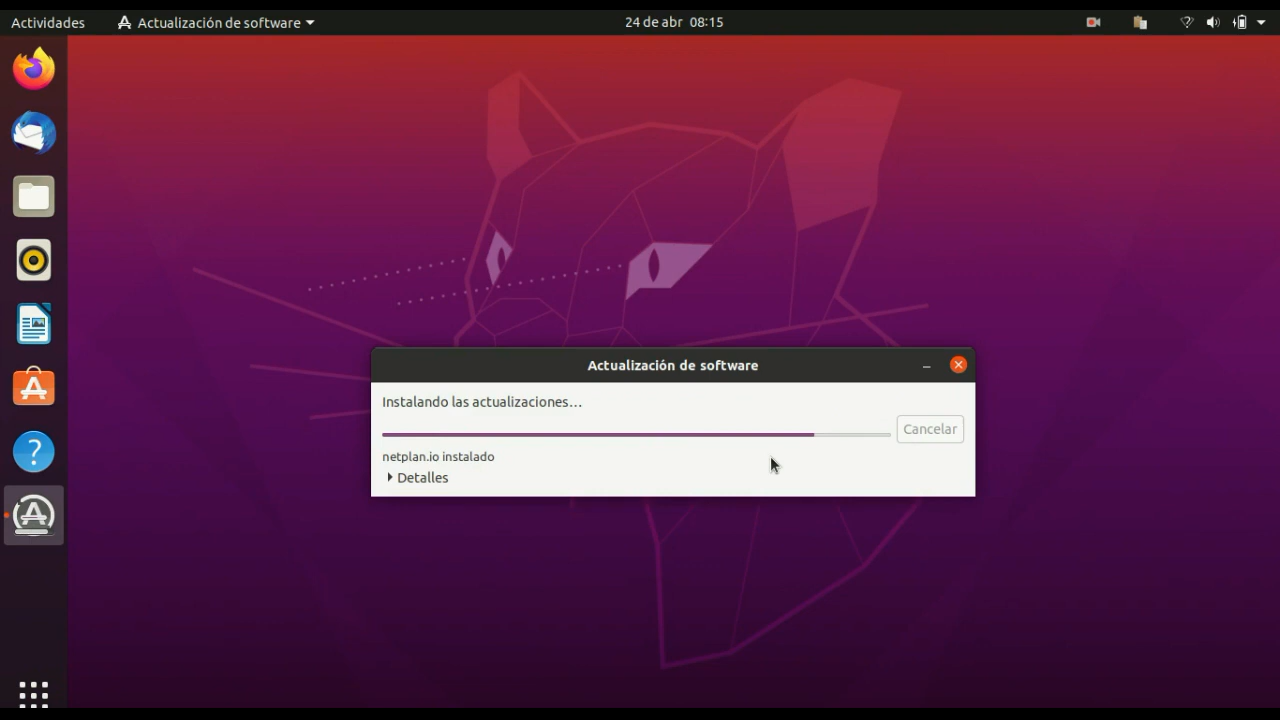 Actividades
Actualización de software
24 de abr 08:15
Actualización de software
Instalando las actualizaciones…
Cancelar
netplan.io instalado
Detalles